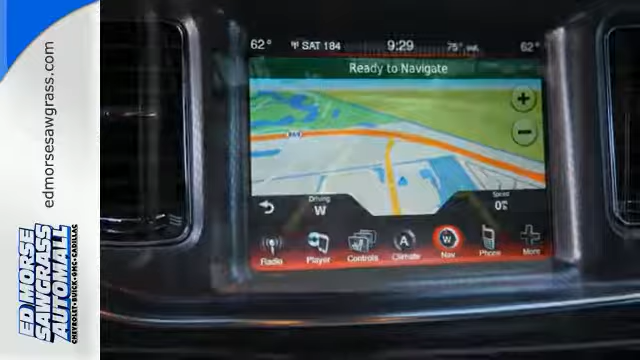 edmorsesawgrass.com
ED MORSE
SAWGRASS
AUTOMALL
CHEVROLET•BUICK•GMC•CADILLAC
62° SAT 184 9:29 75° 62°
Ready to Navigate
+
−
Driving
W
Speed
0
Radio Player Controls Climate Nav Phone More
A W